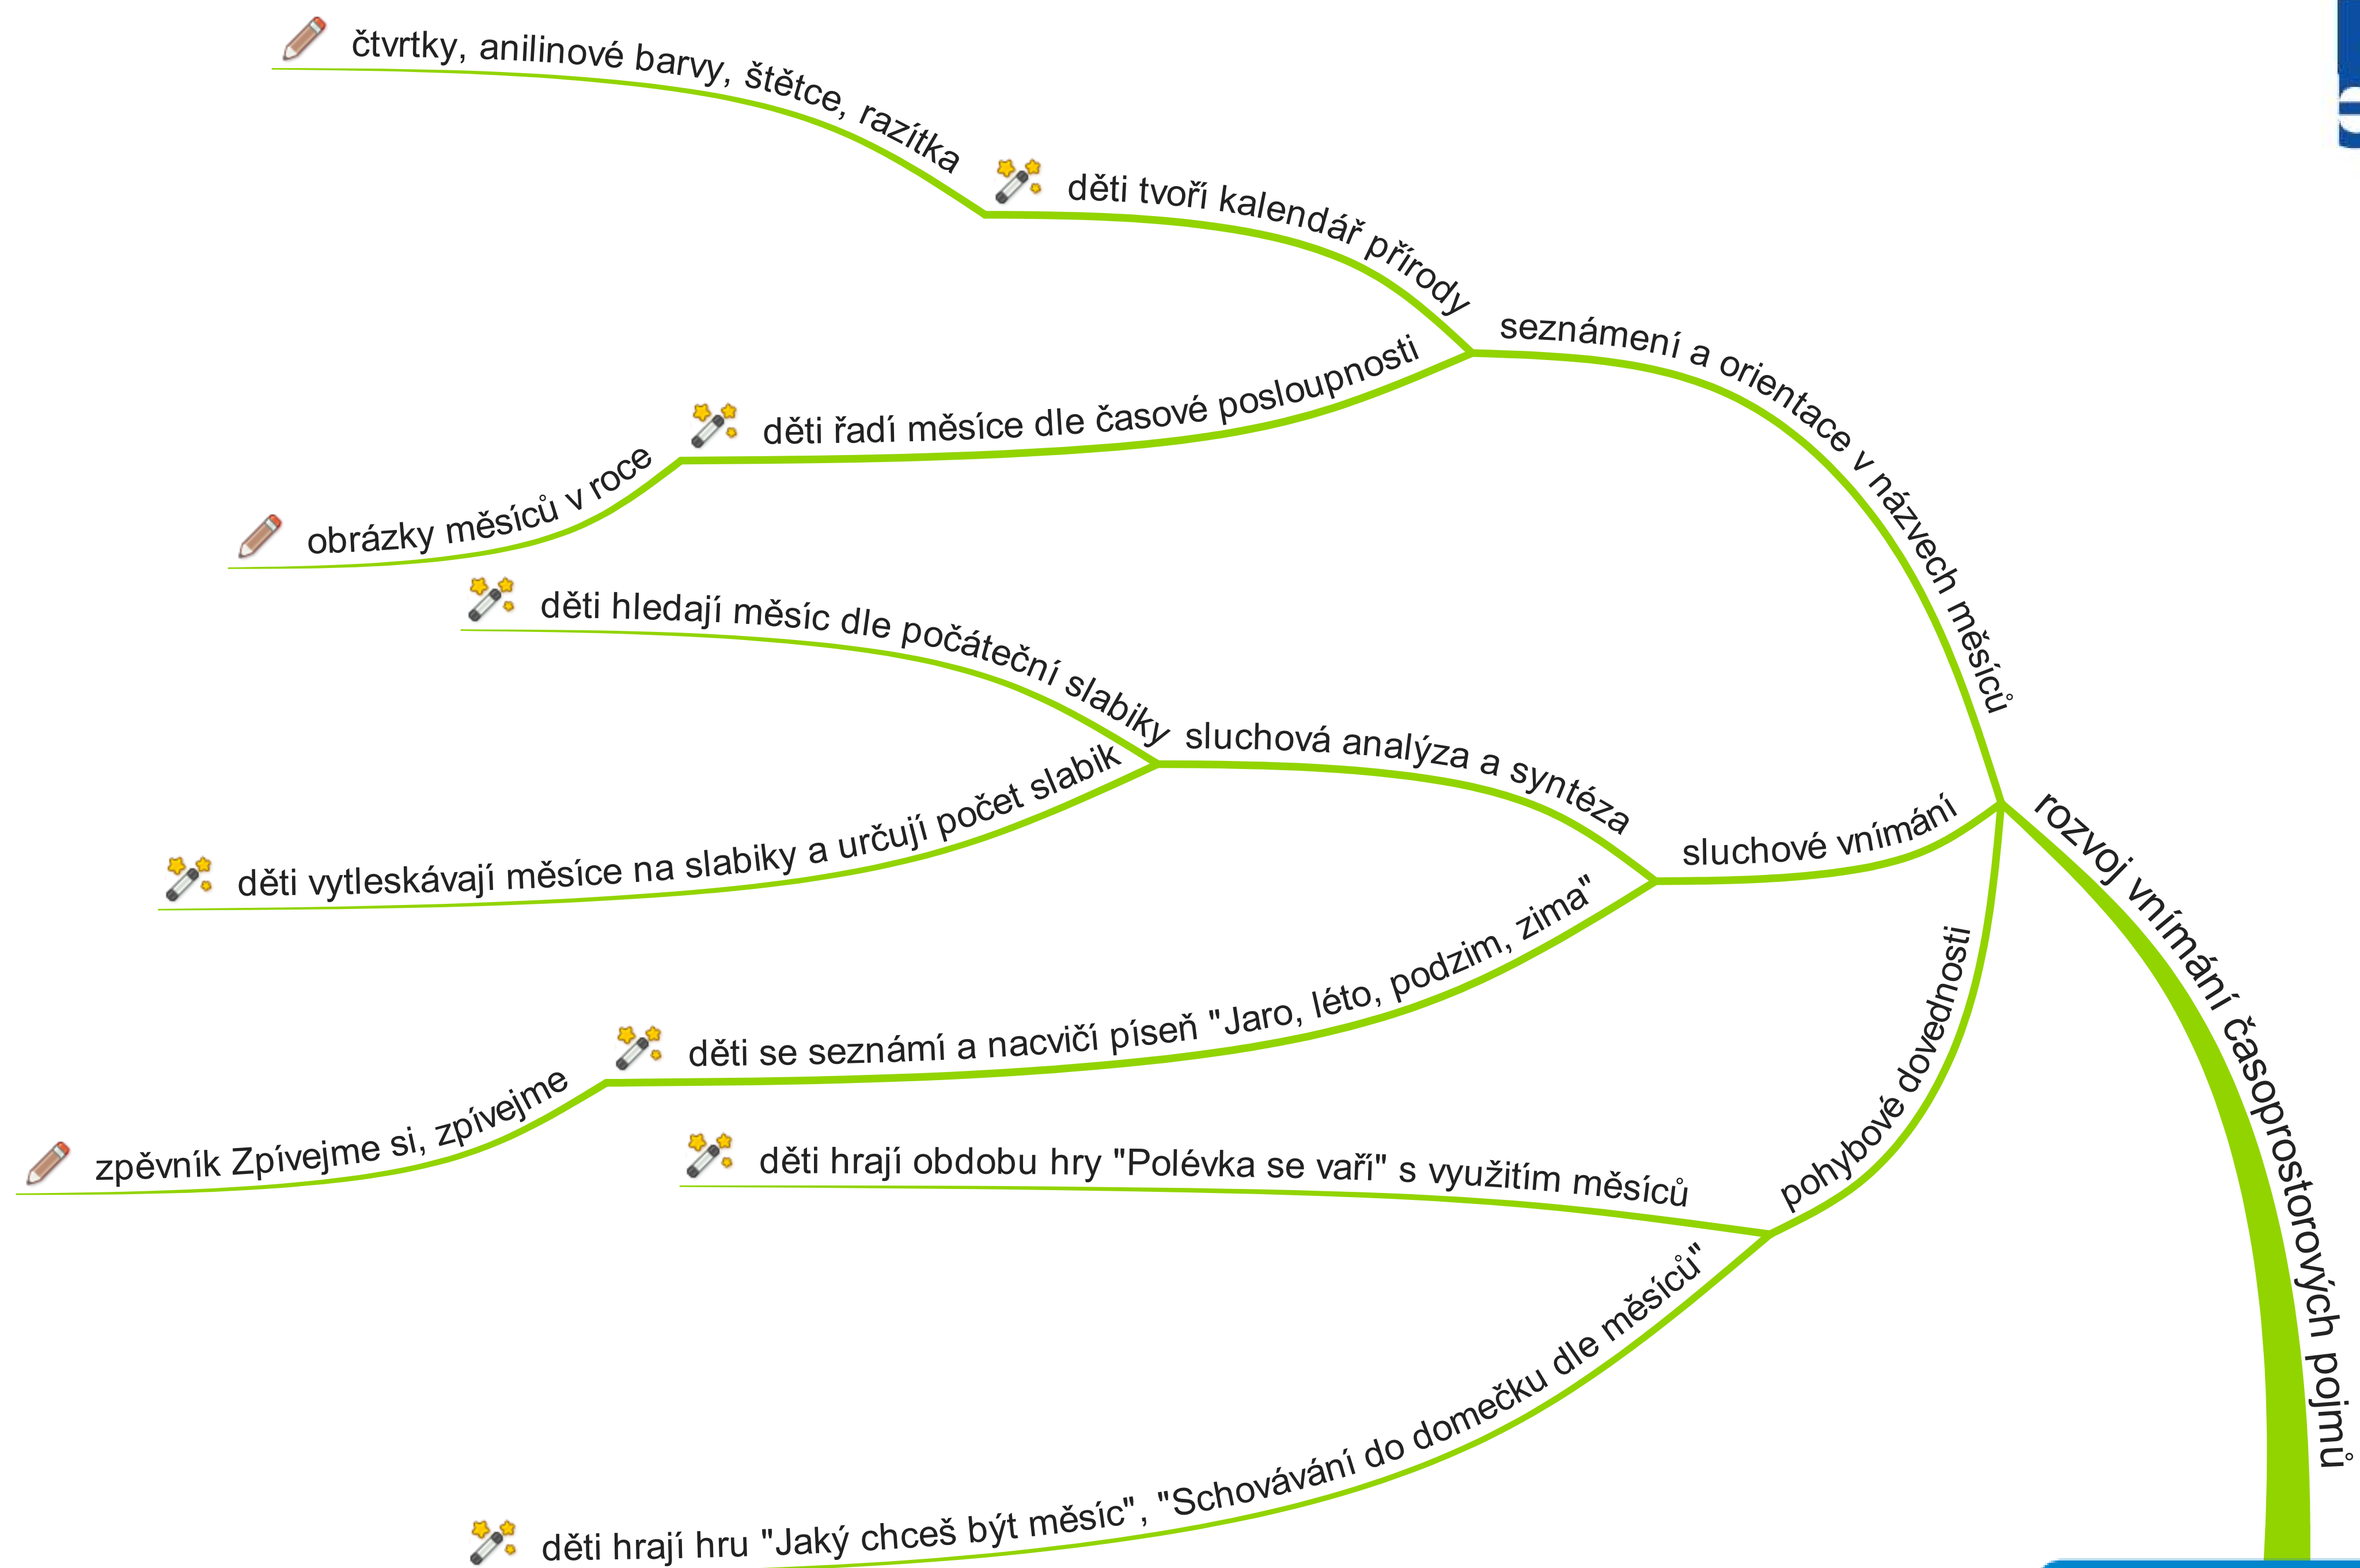 čtvrtky, anilinové barvy, štětce, razítka
děti tvoří kalendář přírody
seznámení a orientace v názvech měsíců
děti řadí měsíce dle časové posloupnosti
obrázky měsíců v roce
děti hledají měsíc dle počáteční slabiky
sluchová analýza a syntéza
děti vytleskávají měsíce na slabiky a určují počet slabik
sluchové vnímání
rozvoj vnímání časoprostorových pojmů
děti se seznámí a nacvičí píseň "Jaro, léto, podzim, zima"
zpěvník Zpívejme si, zpívejme
pohybové dovednosti
děti hrají obdobu hry "Polévka se vaří" s využitím měsíců
děti hrají hru "Jaký chceš být měsíc", "Schovávání do domečku dle měsíců"